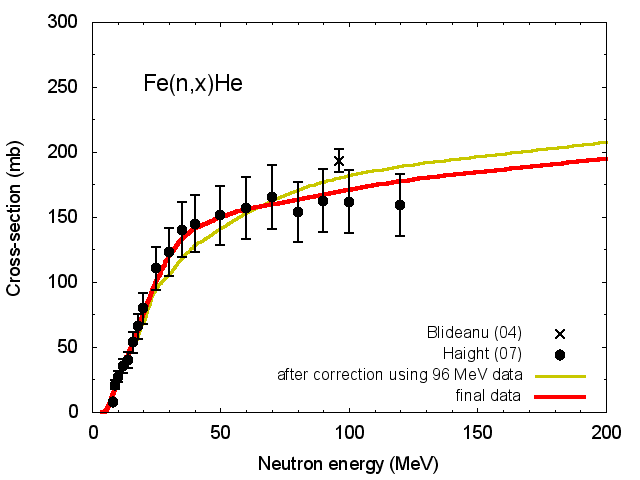 300
250
200
150
100
50
0
Cross-section (mb)
Fe(n,x)He
Blideanu (04)
Haight (07)
after correction using 96 MeV data
final data
0 50 100 150 200
Neutron energy (MeV)